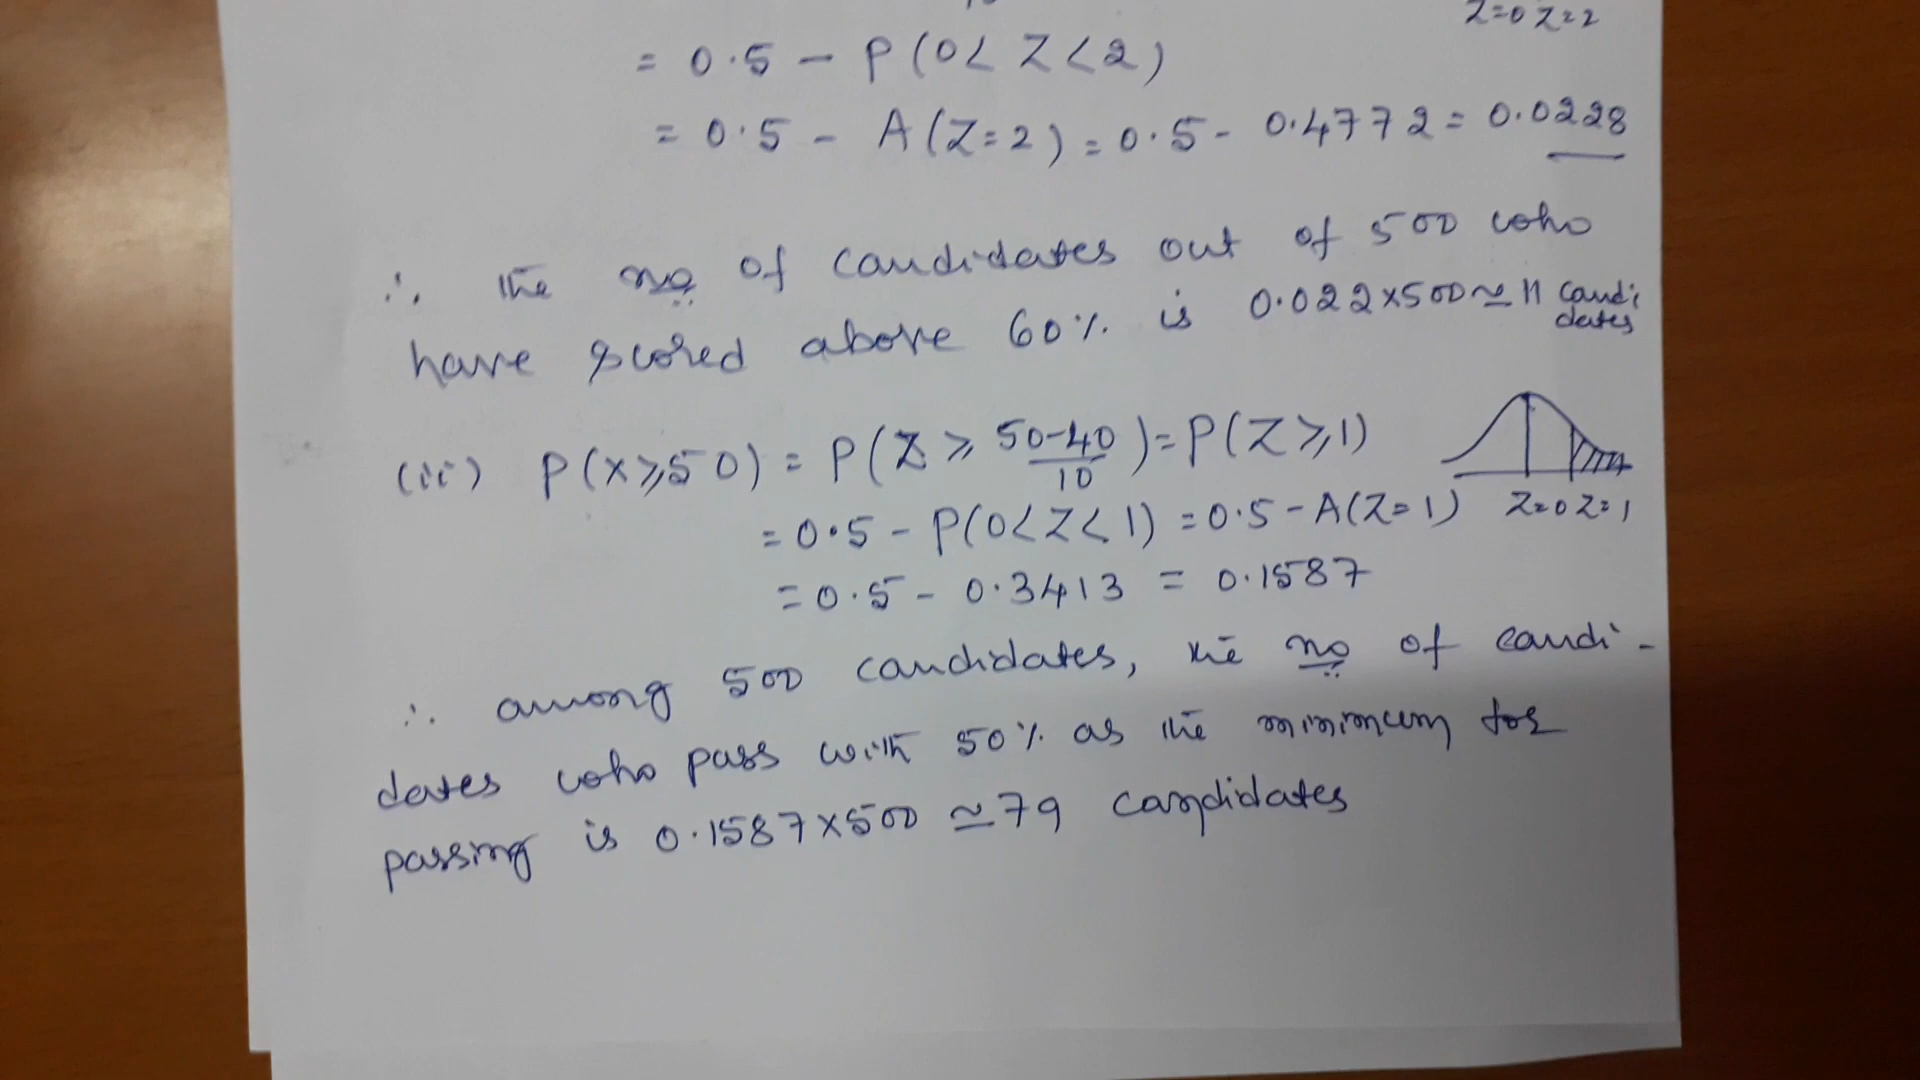 Z=0 Z=2
= 0.5 - P(0< Z <2)
= 0.5 - A(Z=2) = 0.5 - 0.4772 = 0.0228
∴ the no of candidates out of 500 who
have scored above 60% is 0.022×500 ≃ 11 candi
dates
(ii) P(x⩾50) = P(Z ⩾ (50-40)/10) = P(Z⩾1)
= 0.5 - P(0<Z<1) = 0.5 - A(Z=1) Z=0 Z=1
= 0.5 - 0.3413 = 0.1587
∴ among 500 candidates, the no of candi-
dates who pass with 50% as the minimum for
passing is 0.1587×500 ≃ 79 candidates